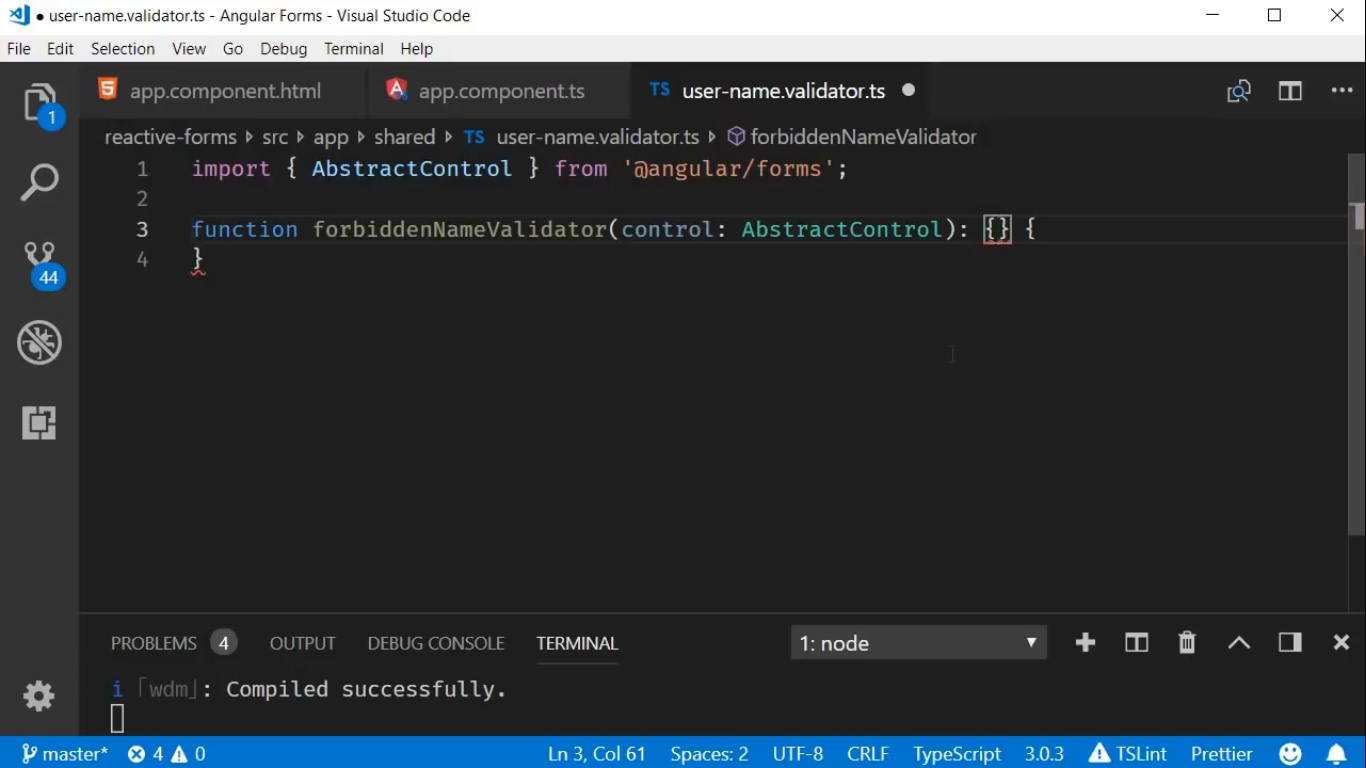 user-name.validator.ts - Angular Forms - Visual Studio Code
File Edit Selection View Go Debug Terminal Help
1
app.component.html
app.component.ts
TS user-name.validator.ts
reactive-forms src app shared TS user-name.validator.ts forbiddenNameValidator
1 import { AbstractControl } from '@angular/forms';
2
3 function forbiddenNameValidator(control: AbstractControl): {} {
4 }
44
PROBLEMS 4 OUTPUT DEBUG CONSOLE TERMINAL 1: node
i ｢wdm｣: Compiled successfully.
master* 4 0 Ln 3, Col 61 Spaces: 2 UTF-8 CRLF TypeScript 3.0.3 TSLint Prettier